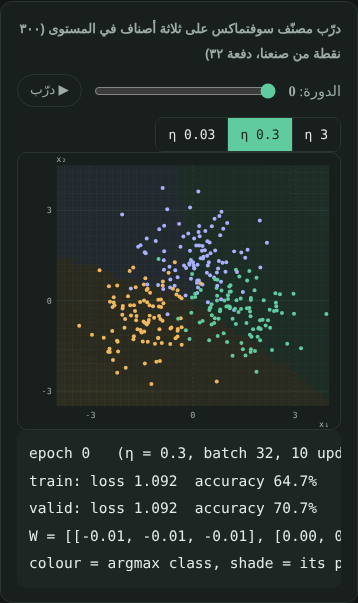 درّب مصنّف سوفتماكس على ثلاثة أصناف في المستوى (٣٠٠
نقطة من صنعنا، دفعة ٣٢)
الدورة: 0
▶ درّب
η 0.03 η 0.3 η 3
x₂
3
0
-3
-3 0 3
x₁
epoch 0 (η = 0.3, batch 32, 10 upd
train: loss 1.092 accuracy 64.7%
valid: loss 1.092 accuracy 70.7%
W = [[-0.01, -0.01, -0.01], [0.00, 0
colour = argmax class, shade = its p